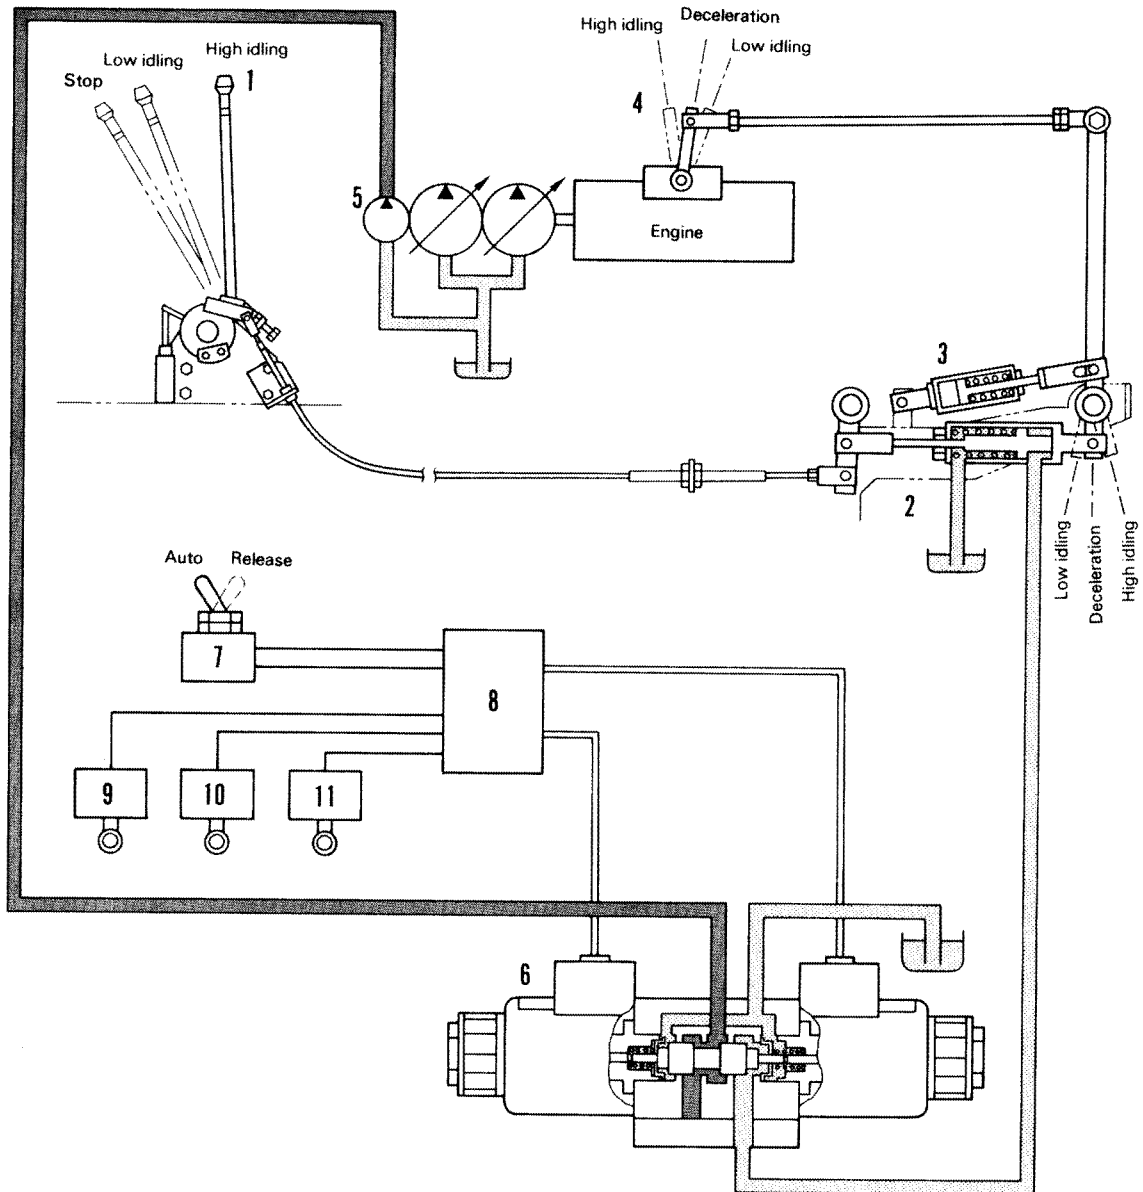 High idling
Deceleration
Low idling
Stop
Low idling
High idling
1
4
5
Engine
3
2
Low idling
Deceleration
High idling
Auto
Release
7
8
9
10
11
6